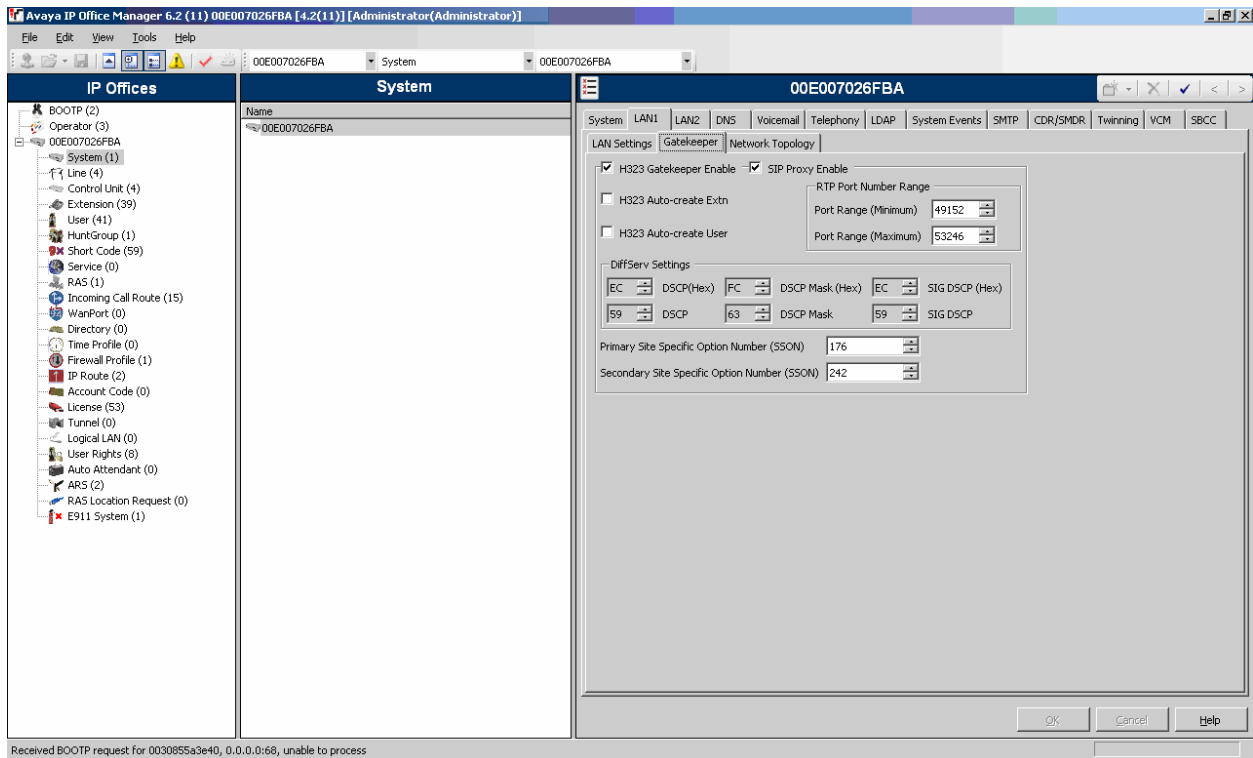 Avaya IP Office Manager 6.2 (11) 00E007026FBA [4.2(11)] [Administrator(Administrator)]
File Edit View Tools Help
00E007026FBA System 00E007026FBA
IP Offices
BOOTP (2)
Operator (3)
00E007026FBA
System (1)
Line (4)
Control Unit (4)
Extension (39)
User (41)
HuntGroup (1)
Short Code (59)
Service (0)
RAS (1)
Incoming Call Route (15)
WanPort (0)
Directory (0)
Time Profile (0)
Firewall Profile (1)
IP Route (2)
Account Code (0)
License (53)
Tunnel (0)
Logical LAN (0)
User Rights (8)
Auto Attendant (0)
ARS (2)
RAS Location Request (0)
E911 System (1)
System
Name
00E007026FBA
00E007026FBA
System LAN1 LAN2 DNS Voicemail Telephony LDAP System Events SMTP CDR/SMDR Twinning VCM SBCC
LAN Settings Gatekeeper Network Topology
H323 Gatekeeper Enable SIP Proxy Enable
H323 Auto-create Extn
H323 Auto-create User
RTP Port Number Range
Port Range (Minimum) 49152
Port Range (Maximum) 53246
DiffServ Settings
EC DSCP(Hex) FC DSCP Mask (Hex) EC SIG DSCP (Hex)
59 DSCP 63 DSCP Mask 59 SIG DSCP
Primary Site Specific Option Number (SSON) 176
Secondary Site Specific Option Number (SSON) 242
OK Cancel Help
Received BOOTP request for 0030855a3e40, 0.0.0.0:68, unable to process